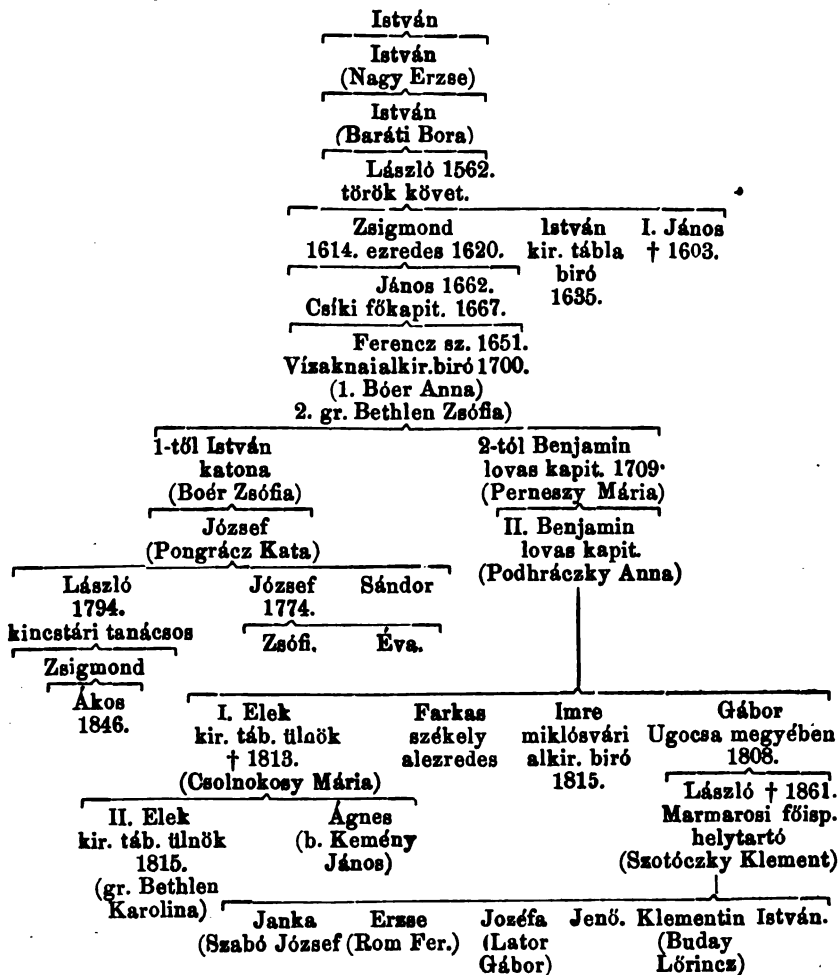 István
István
(Nagy Erzse)
István
(Baráti Bora)
László 1562.
török követ.
Zsigmond
1614. ezredes 1620.
István
kir. tábla
biró
1635.
I. János
† 1603.
János 1662.
Csíki főkapit. 1667.
Ferencz sz. 1651.
Vízaknaialkir.biró 1700.
(1. Bóer Anna)
2. gr. Bethlen Zsófia)
1-től István
katona
(Boér Zsófia)
2-tól Benjamin
lovas kapit. 1709.
(Perneszy Mária)
József
(Pongrácz Kata)
II. Benjamin
lovas kapit.
(Podhráczky Anna)
László
1794.
kincstári tanácsos
József
1774.
Sándor
Zsófi.
Éva.
Zsigmond
Ákos
1846.
I. Elek
kir. táb. ülnök
† 1813.
(Csolnokosy Mária)
Farkas
székely
alezredes
Imre
miklósvári
alkir. biró
1815.
Gábor
Ugocsa megyében
1808.
László † 1861.
Marmarosi főisp.
helytartó
(Szotóczky Klement)
II. Elek
kir. táb. ülnök
1815.
(gr. Bethlen
Karolina)
Ágnes
(b. Kemény
János)
Janka
(Szabó József)
Erzse
(Rom Fer.)
Jozéfa
(Lator
Gábor)
Jenő.
Klementin
(Buday
Lőrincz)
István.